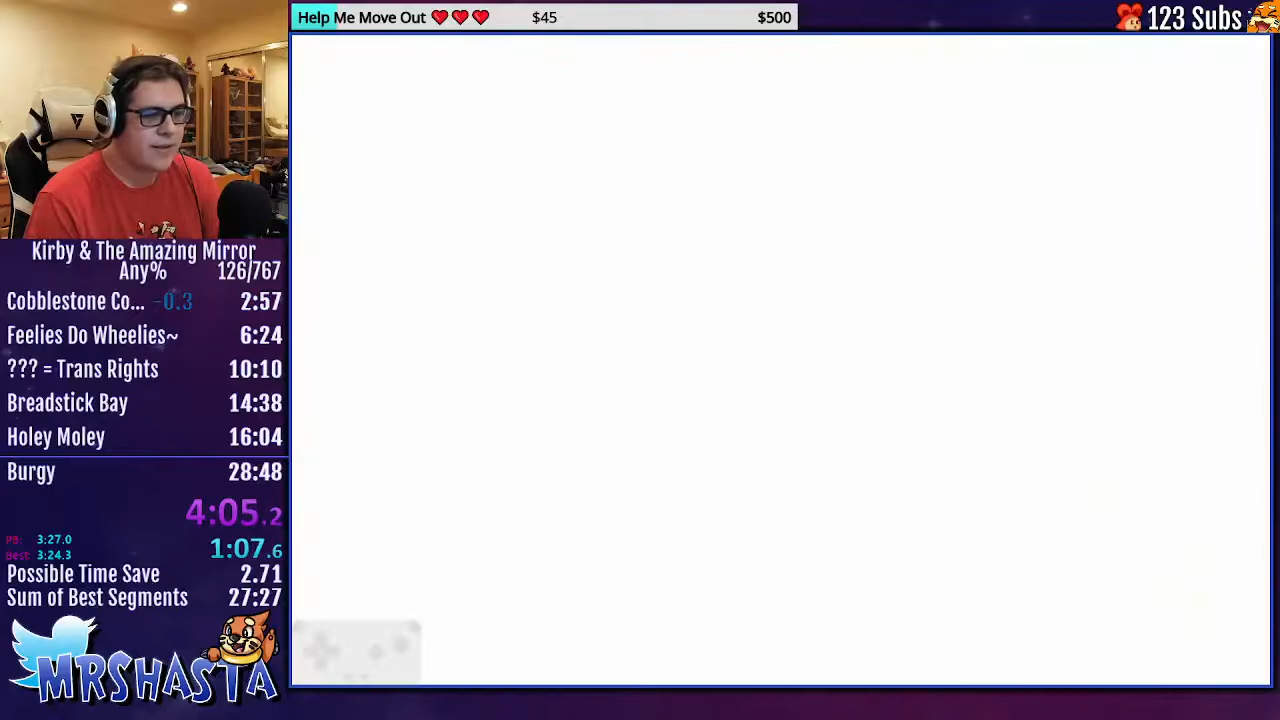 Help Me Move Out $45 $500
123 Subs
Kirby & The Amazing Mirror
Any% 126/767
Cobblestone Co... -0.3 2:57
Feelies Do Wheelies~ 6:24
??? = Trans Rights 10:10
Breadstick Bay 14:38
Holey Moley 16:04
Burgy 28:48
4:05.2
PB: 3:27.0
Best: 3:24.3
1:07.6
Possible Time Save 2.71
Sum of Best Segments 27:27
MRSHASTA